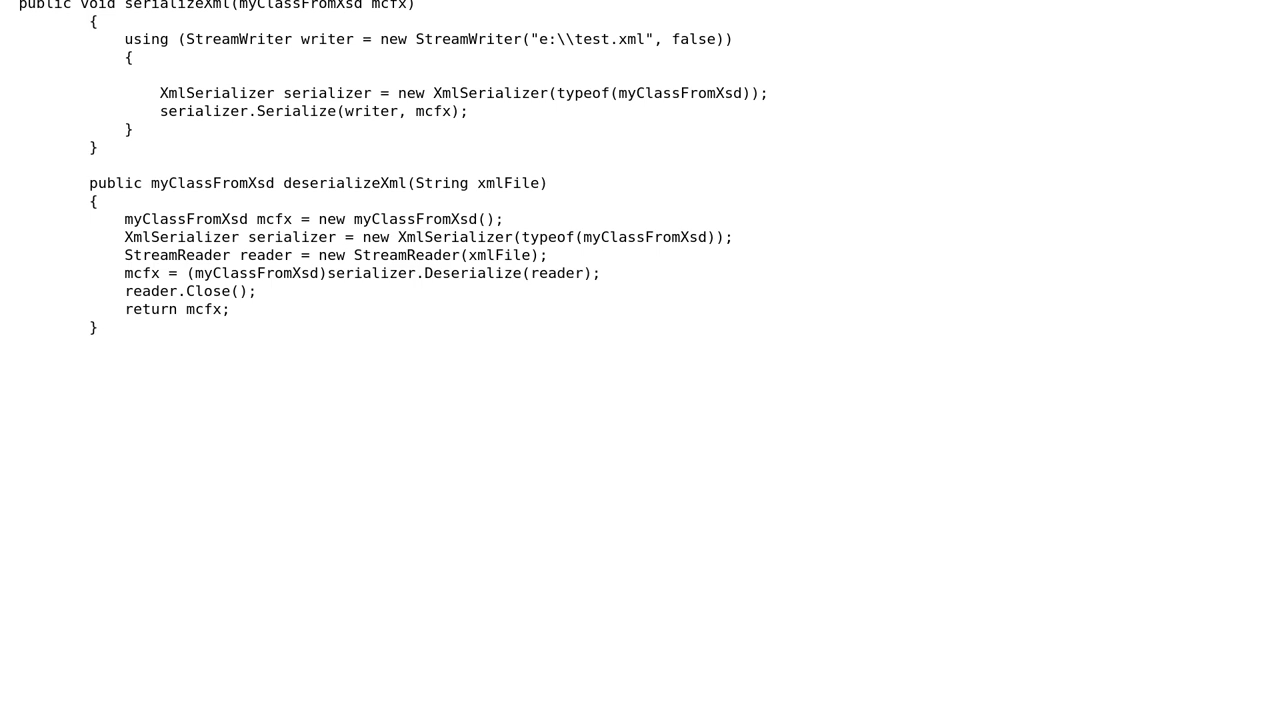 public void serializeXml(myClassFromXsd mcfx)
        {
            using (StreamWriter writer = new StreamWriter("e:\\test.xml", false))
            {

                XmlSerializer serializer = new XmlSerializer(typeof(myClassFromXsd));
                serializer.Serialize(writer, mcfx);
            }
        }

        public myClassFromXsd deserializeXml(String xmlFile)
        {
            myClassFromXsd mcfx = new myClassFromXsd();
            XmlSerializer serializer = new XmlSerializer(typeof(myClassFromXsd));
            StreamReader reader = new StreamReader(xmlFile);
            mcfx = (myClassFromXsd)serializer.Deserialize(reader);
            reader.Close();
            return mcfx;
        }